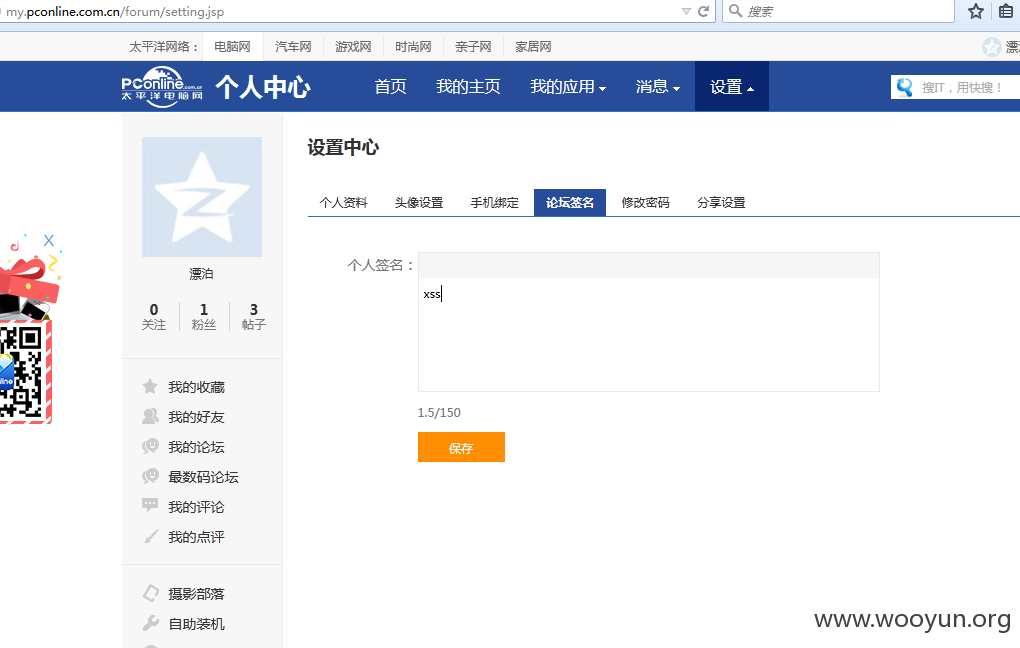 my.pconline.com.cn/forum/setting.jsp
搜索
太平洋网络： 电脑网 汽车网 游戏网 时尚网 亲子网 家居网
PConline.com.cn
太平洋电脑网
个人中心 首页 我的主页 我的应用 消息 设置
搜IT，用快搜！
设置中心
个人资料 头像设置 手机绑定 论坛签名 修改密码 分享设置
个人签名：
xss
1.5/150
保存
X
漂泊
0 1 3
关注 粉丝 帖子
我的收藏
我的好友
我的论坛
最数码论坛
我的评论
我的点评
摄影部落
自助装机
www.wooyun.org